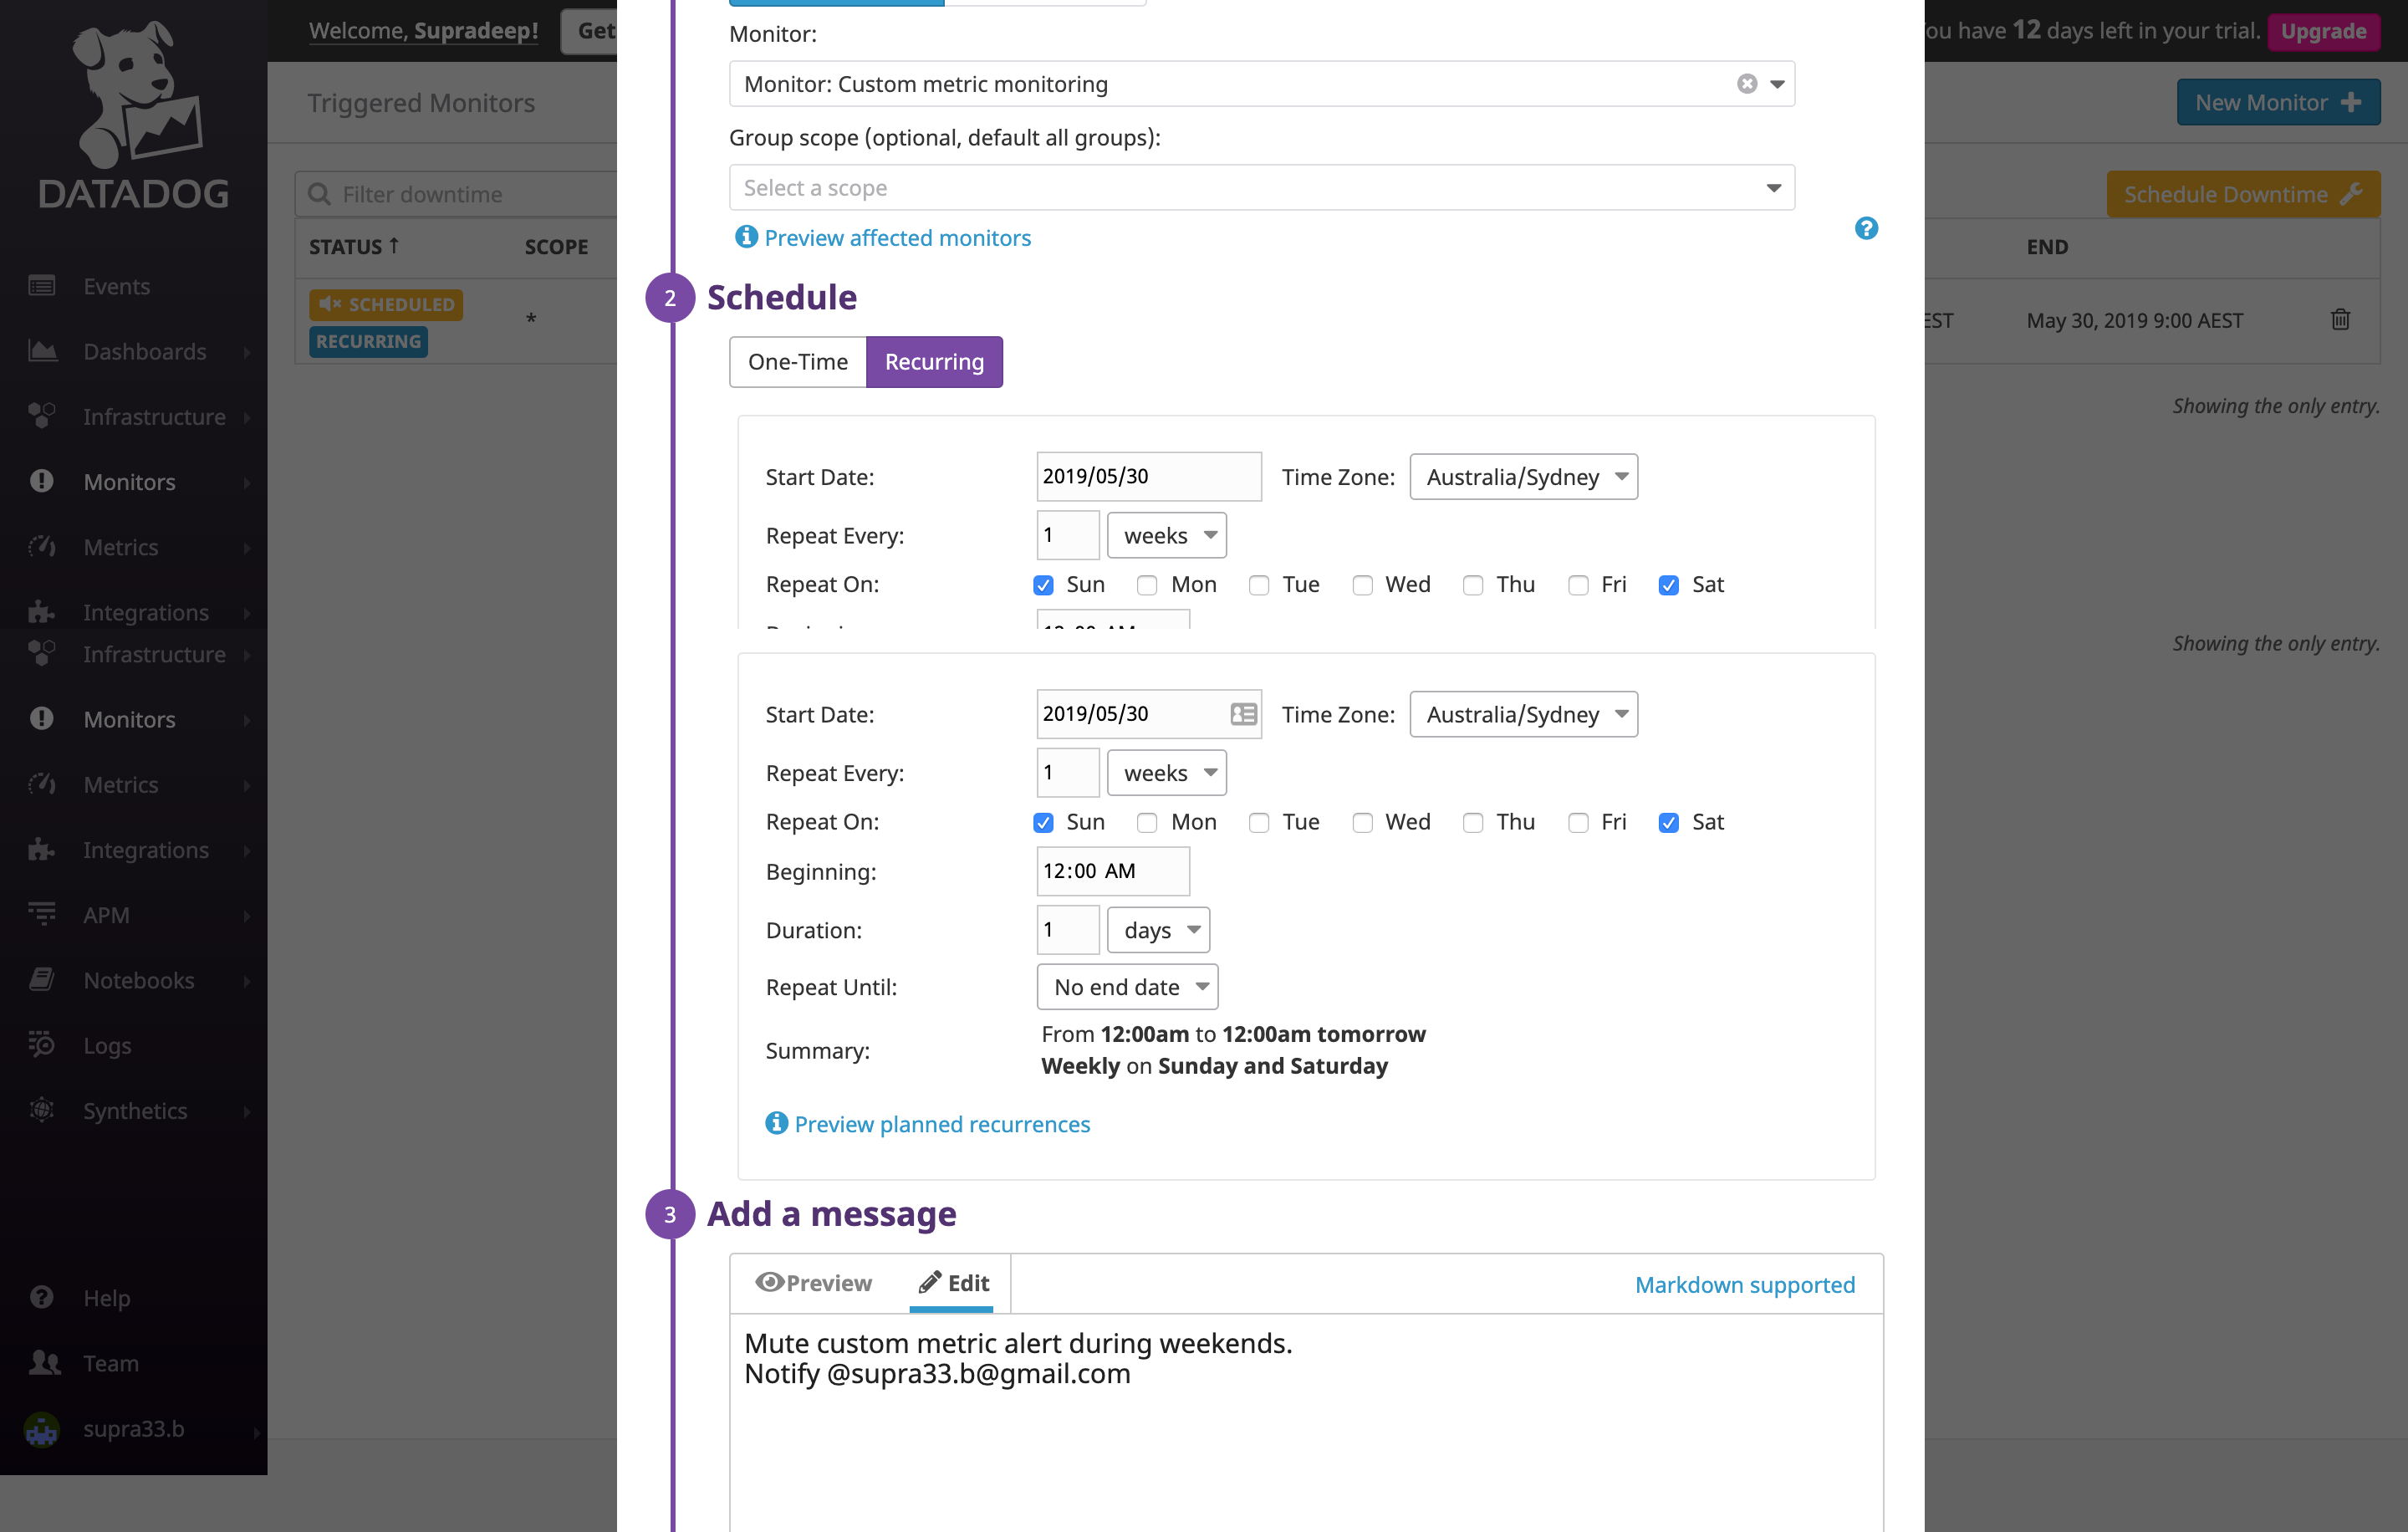 Welcome, Supradeep!
Get
ou have 12 days left in your trial.
Upgrade
DATADOG
Triggered Monitors
New Monitor
Filter downtime
Schedule Downtime
STATUS
SCOPE
END
SCHEDULED
RECURRING
*
EST
May 30, 2019 9:00 AEST
Showing the only entry.
Showing the only entry.
Events
Dashboards
Infrastructure
Monitors
Metrics
Integrations
Infrastructure
Monitors
Metrics
Integrations
APM
Notebooks
Logs
Synthetics
Help
Team
supra33.b
Monitor:
Monitor: Custom metric monitoring
Group scope (optional, default all groups):
Select a scope
Preview affected monitors
?
2 Schedule
One-Time Recurring
Start Date: 2019/05/30 Time Zone: Australia/Sydney
Repeat Every: 1 weeks
Repeat On: Sun Mon Tue Wed Thu Fri Sat
Start Date: 2019/05/30 Time Zone: Australia/Sydney
Repeat Every: 1 weeks
Repeat On: Sun Mon Tue Wed Thu Fri Sat
Beginning: 12:00 AM
Duration: 1 days
Repeat Until: No end date
Summary: From 12:00am to 12:00am tomorrow
Weekly on Sunday and Saturday
Preview planned recurrences
3 Add a message
Preview Edit Markdown supported
Mute custom metric alert during weekends.
Notify @supra33.b@gmail.com